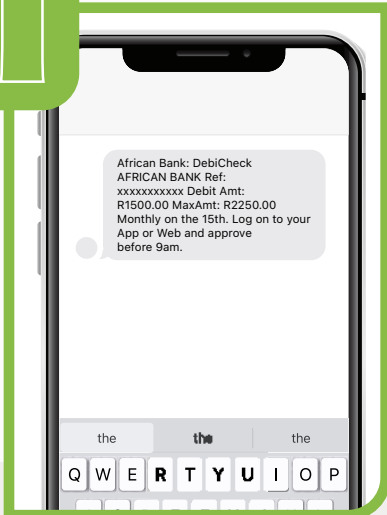 African Bank: DebiCheck
AFRICAN BANK Ref:
xxxxxxxxxxx Debit Amt:
R1500.00 MaxAmt: R2250.00
Monthly on the 15th. Log on to your
App or Web and approve
before 9am.
the the the
Q W E R T Y U I O P